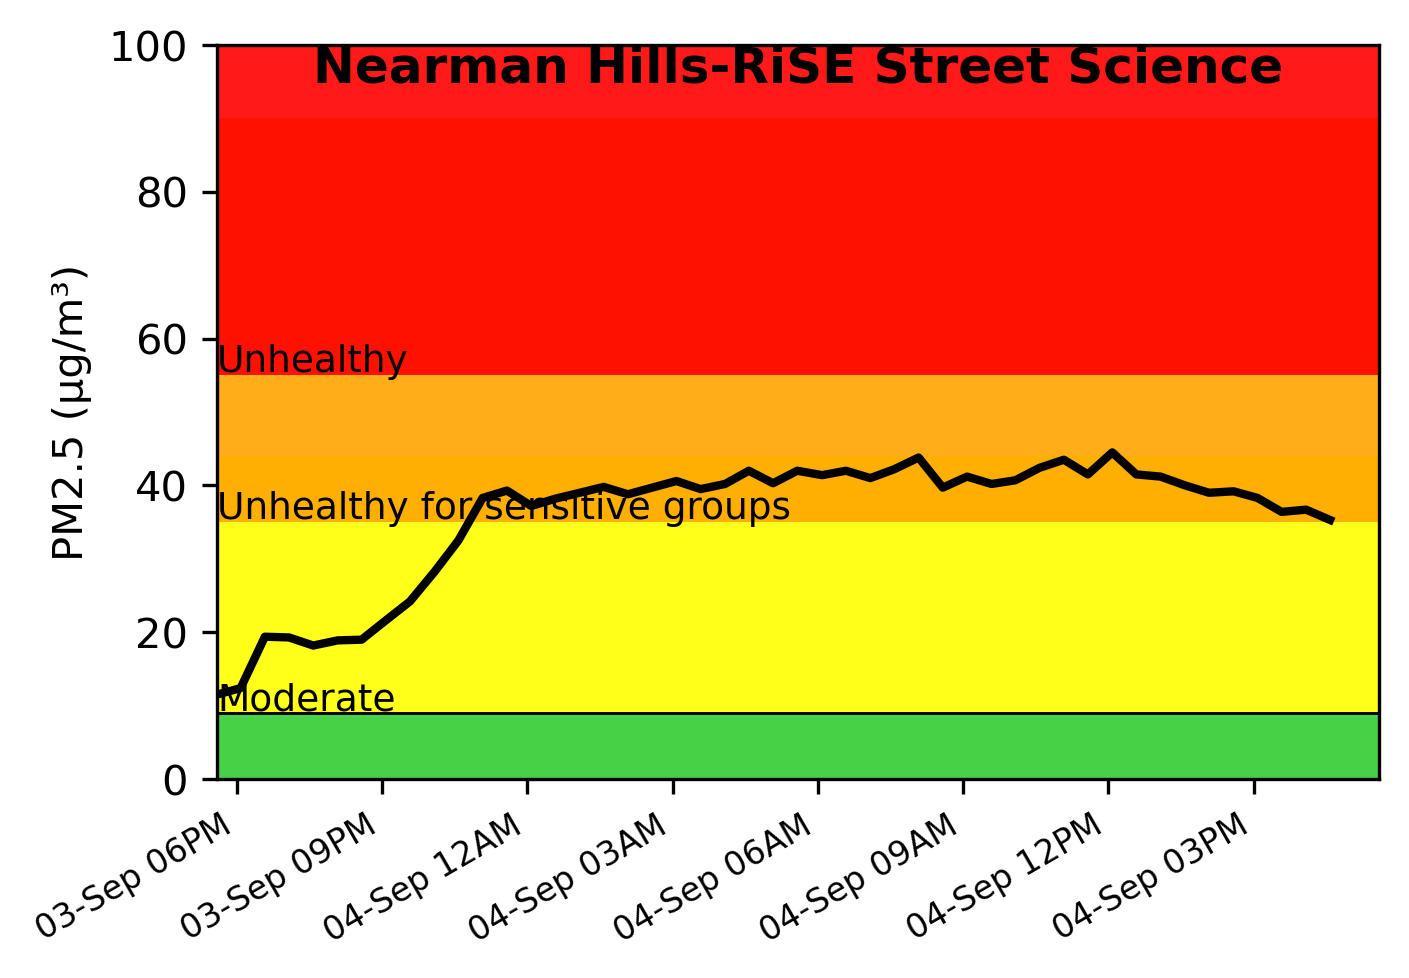 Nearman Hills-RiSE Street Science
100
80
60
40
20
0
PM2.5 (µg/m³)
Unhealthy
Unhealthy for sensitive groups
Moderate
03-Sep 06PM
03-Sep 09PM
04-Sep 12AM
04-Sep 03AM
04-Sep 06AM
04-Sep 09AM
04-Sep 12PM
04-Sep 03PM